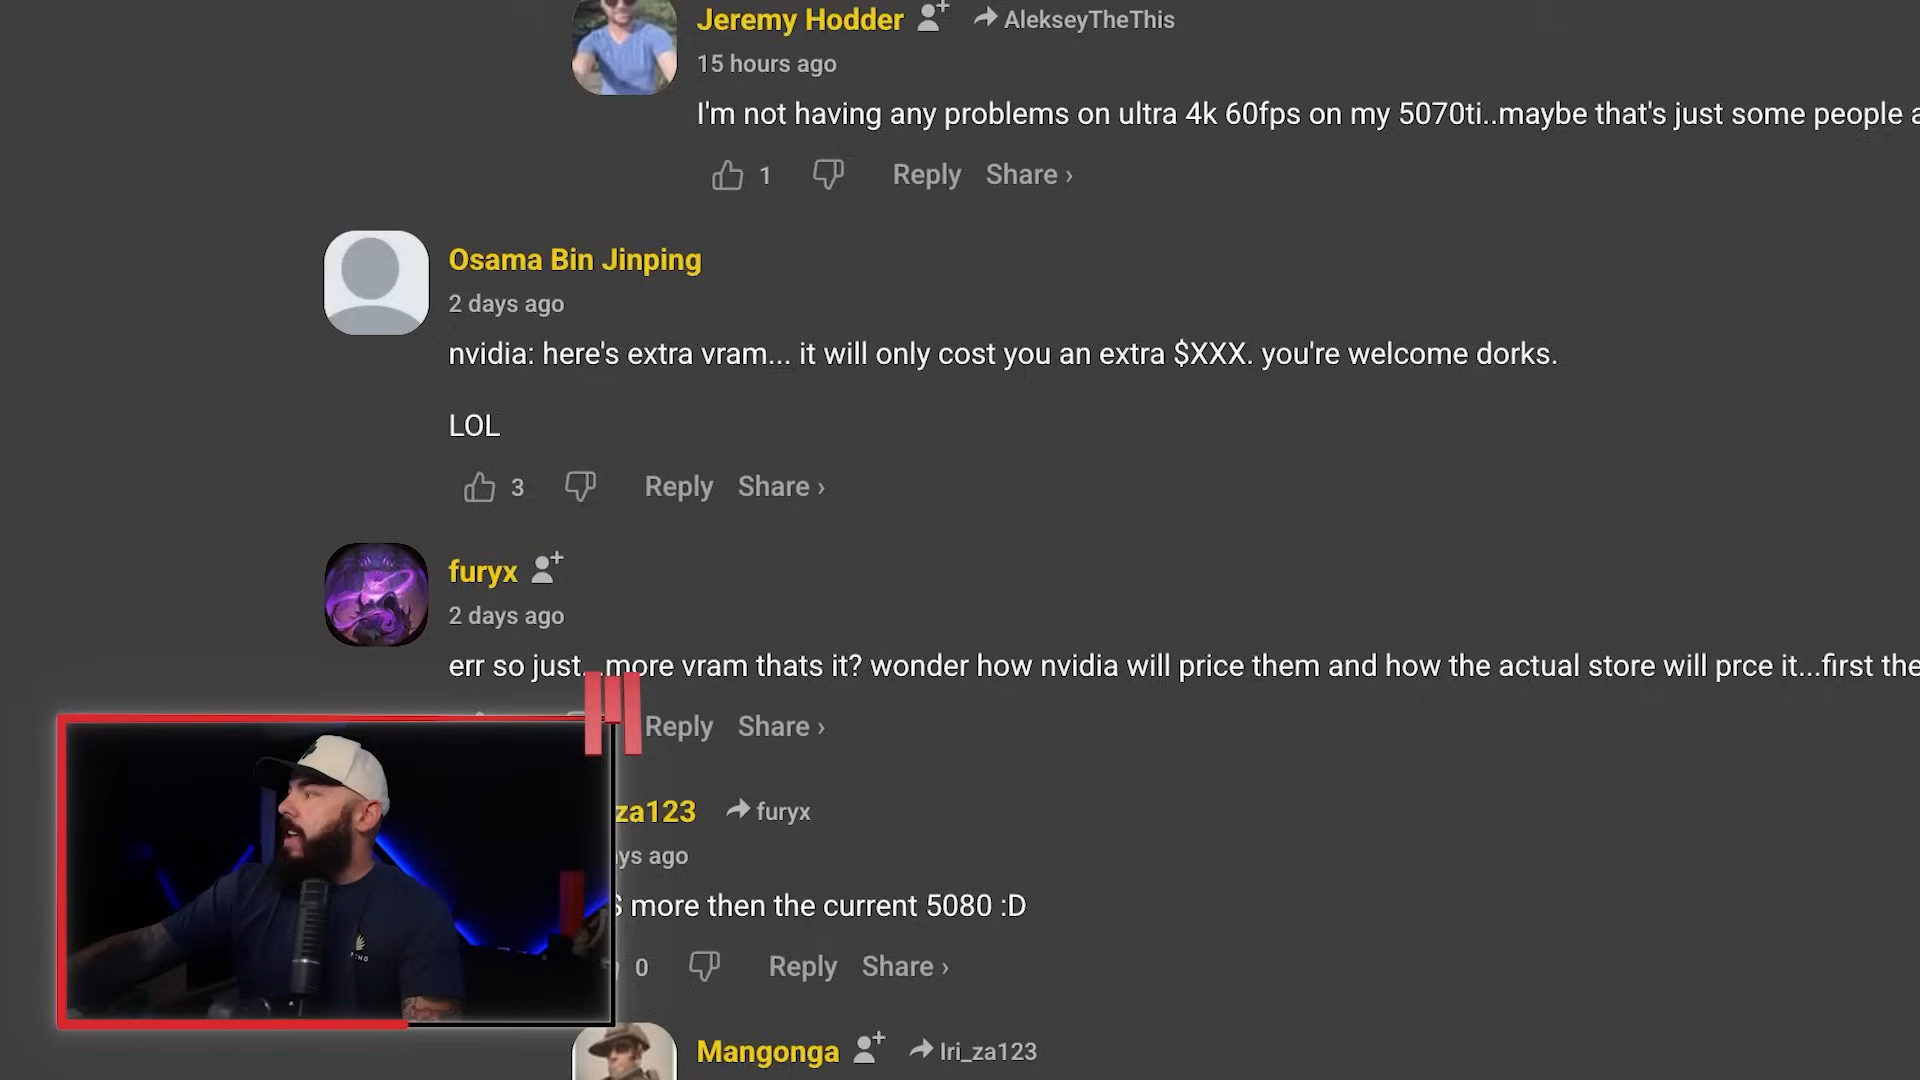 Jeremy Hodder AlekseyTheThis
15 hours ago
I'm not having any problems on ultra 4k 60fps on my 5070ti..maybe that's just some people
1 Reply Share ›
Osama Bin Jinping
2 days ago
nvidia: here's extra vram... it will only cost you an extra $XXX. you're welcome dorks.
LOL
3 Reply Share ›
furyx
2 days ago
err so just...more vram thats it? wonder how nvidia will price them and how the actual store will prce it...first the
Reply Share ›
za123 furyx
ys ago
$ more then the current 5080 :D
0 Reply Share ›
Mangonga Iri_za123